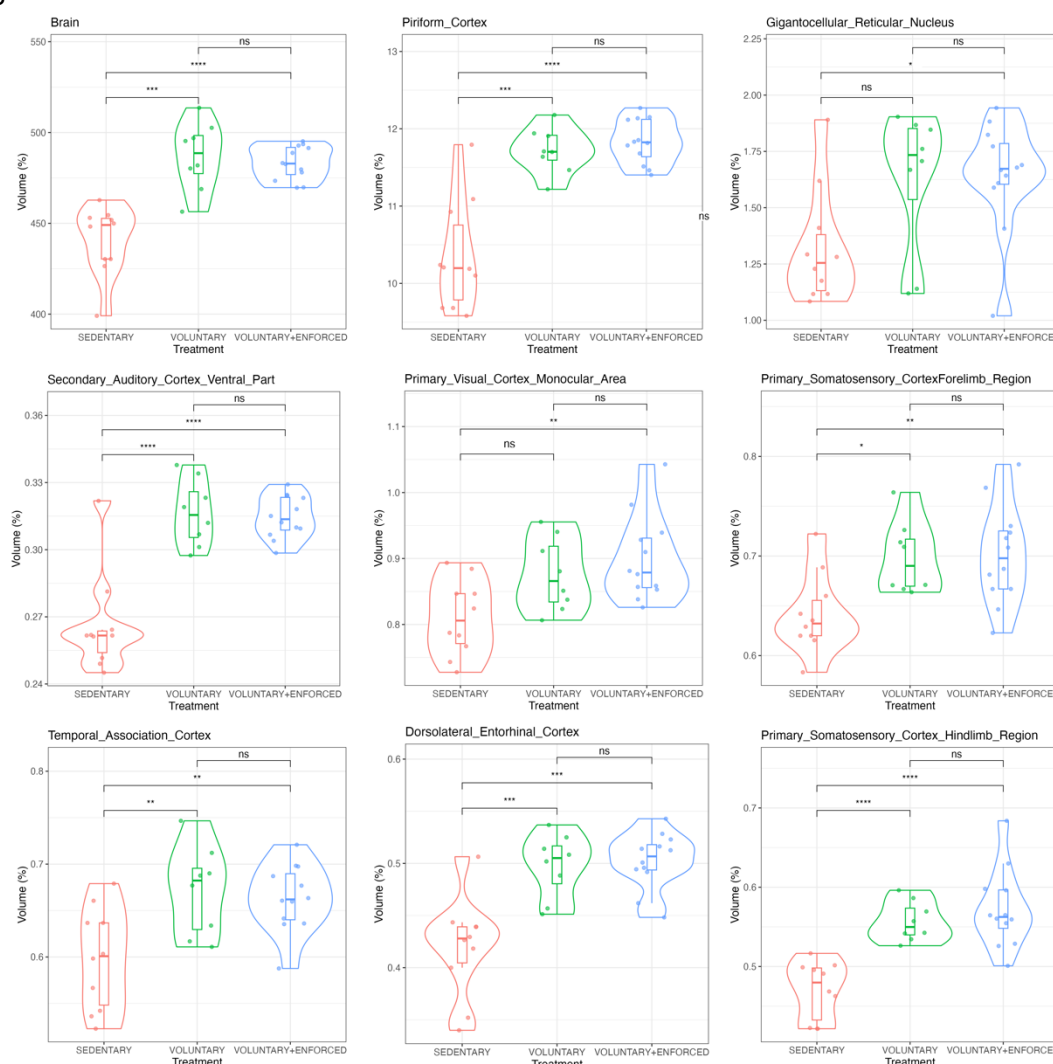 Brain
550
500
450
400
Volume (%)
ns
****
***
SEDENTARY
VOLUNTARY
VOLUNTARY+ENFORCED
Treatment
Piriform_Cortex
13
12
11
10
Volume (%)
ns
****
***
ns
SEDENTARY
VOLUNTARY
VOLUNTARY+ENFORCED
Treatment
Gigantocellular_Reticular_Nucleus
2.25
2.00
1.75
1.50
1.25
1.00
Volume (%)
ns
*
ns
SEDENTARY
VOLUNTARY
VOLUNTARY+ENFORCED
Treatment
Secondary_Auditory_Cortex_Ventral_Part
0.36
0.33
0.30
0.27
0.24
Volume (%)
ns
****
****
SEDENTARY
VOLUNTARY
VOLUNTARY+ENFORCED
Treatment
Primary_Visual_Cortex_Monocular_Area
1.1
1.0
0.9
0.8
Volume (%)
ns
**
ns
SEDENTARY
VOLUNTARY
VOLUNTARY+ENFORCED
Treatment
Primary_Somatosensory_CortexForelimb_Region
0.8
0.7
0.6
Volume (%)
ns
**
*
SEDENTARY
VOLUNTARY
VOLUNTARY+ENFORCED
Treatment
Temporal_Association_Cortex
0.8
0.7
0.6
Volume (%)
ns
**
**
SEDENTARY
VOLUNTARY
VOLUNTARY+ENFORCED
Treatment
Dorsolateral_Entorhinal_Cortex
0.6
0.5
0.4
Volume (%)
ns
***
***
SEDENTARY
VOLUNTARY
VOLUNTARY+ENFORCED
Treatment
Primary_Somatosensory_Cortex_Hindlimb_Region
0.7
0.6
0.5
Volume (%)
ns
****
****
SEDENTARY
VOLUNTARY
VOLUNTARY+ENFORCED
Treatment